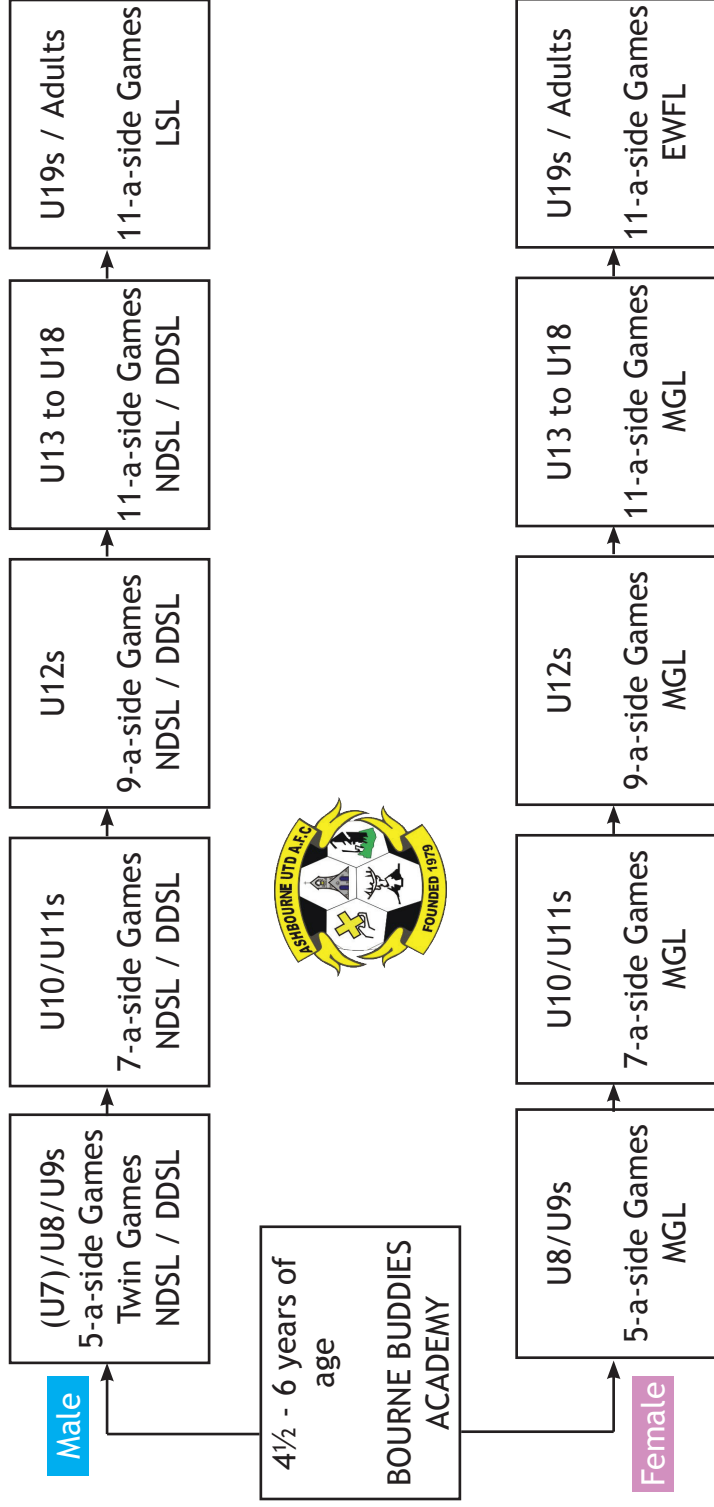 Male
(U7)/U8/U9s
5-a-side Games
Twin Games
NDSL / DDSL
U10/U11s
7-a-side Games
NDSL / DDSL
U12s
9-a-side Games
NDSL / DDSL
U13 to U18
11-a-side Games
NDSL / DDSL
U19s / Adults
11-a-side Games
LSL
4½ - 6 years of
age
BOURNE BUDDIES
ACADEMY
ASHBOURNE UTD A.F.C
FOUNDED 1979
Female
U8/U9s
5-a-side Games
MGL
U10/U11s
7-a-side Games
MGL
U12s
9-a-side Games
MGL
U13 to U18
11-a-side Games
MGL
U19s / Adults
11-a-side Games
EWFL